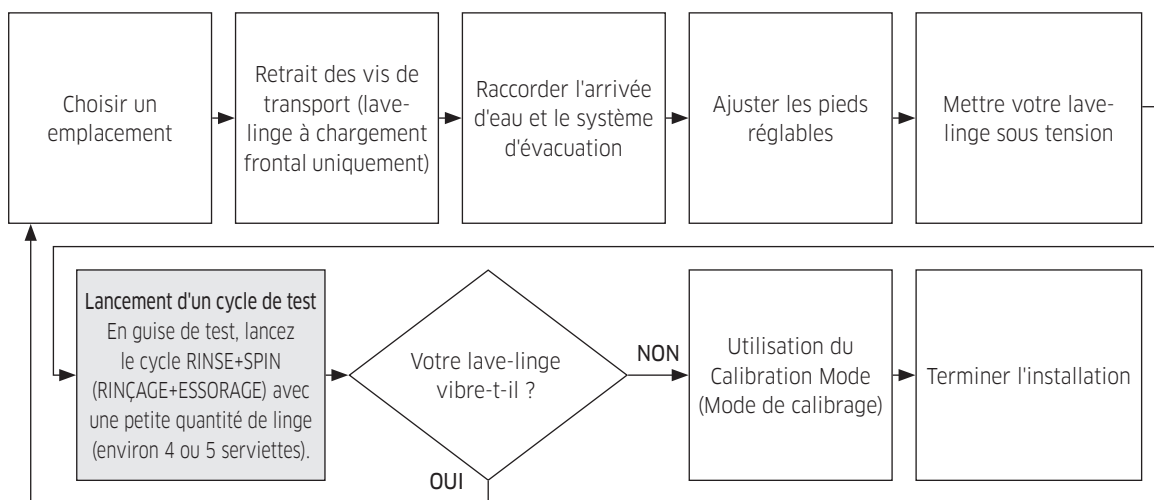 Choisir un
emplacement
Retrait des vis de
transport (lave-
linge à chargement
frontal uniquement)
Raccorder l'arrivée
d'eau et le système
d'évacuation
Ajuster les pieds
réglables
Mettre votre lave-
linge sous tension
Lancement d'un cycle de test
En guise de test, lancez
le cycle RINSE+SPIN
(RINÇAGE+ESSORAGE) avec
une petite quantité de linge
(environ 4 ou 5 serviettes).
Votre lave-linge
vibre-t-il ?
NON
OUI
Utilisation du
Calibration Mode
(Mode de calibrage)
Terminer l'installation